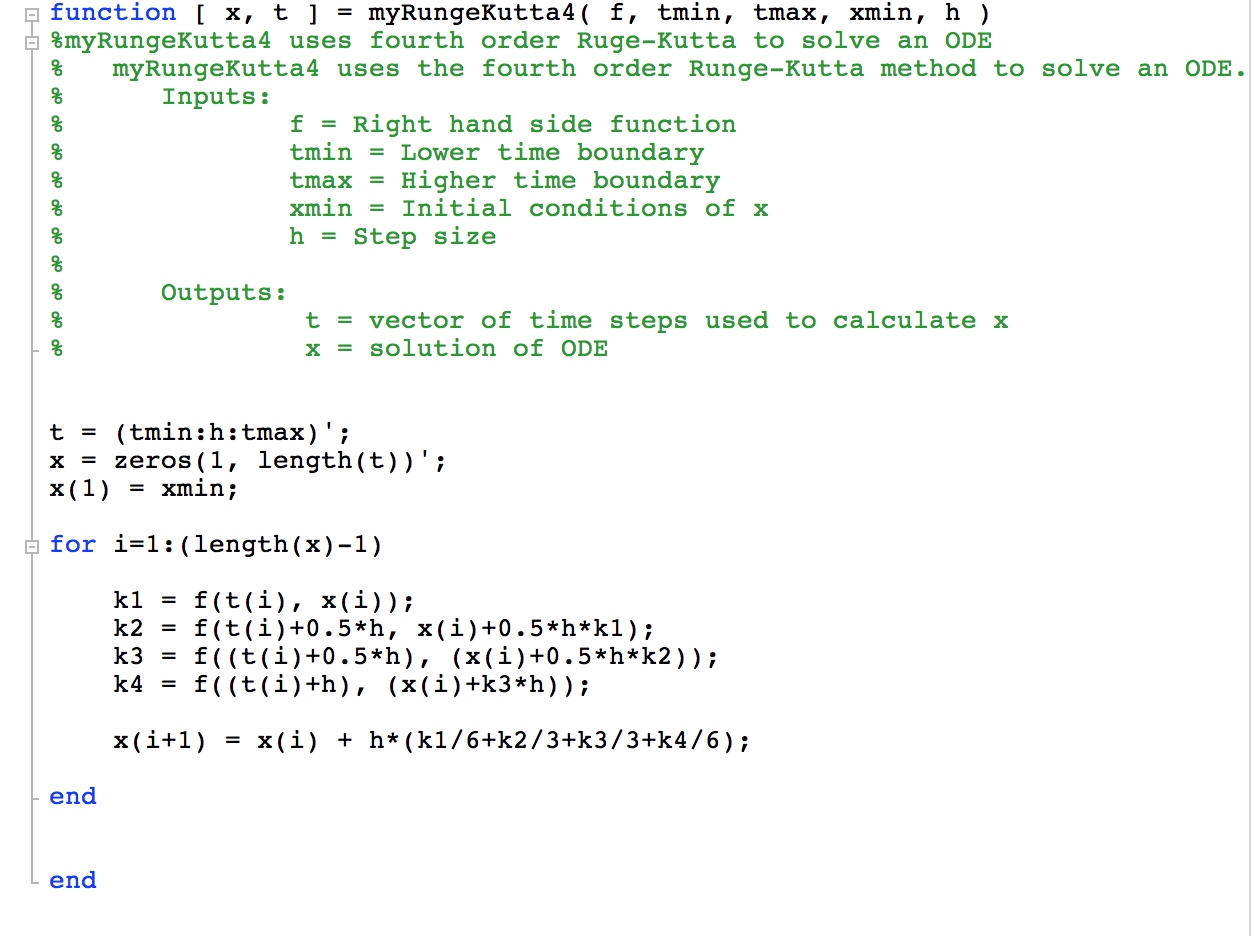 function [ x, t ] = myRungeKutta4( f, tmin, tmax, xmin, h )
%myRungeKutta4 uses fourth order Ruge-Kutta to solve an ODE
%   myRungeKutta4 uses the fourth order Runge-Kutta method to solve an ODE.
%      Inputs:
%              f = Right hand side function
%              tmin = Lower time boundary
%              tmax = Higher time boundary
%              xmin = Initial conditions of x
%              h = Step size
%
%      Outputs:
%               t = vector of time steps used to calculate x
%               x = solution of ODE
t = (tmin:h:tmax)';
x = zeros(1, length(t))';
x(1) = xmin;
for i=1:(length(x)-1)
    k1 = f(t(i), x(i));
    k2 = f(t(i)+0.5*h, x(i)+0.5*h*k1);
    k3 = f((t(i)+0.5*h), (x(i)+0.5*h*k2));
    k4 = f((t(i)+h), (x(i)+k3*h));
    x(i+1) = x(i) + h*(k1/6+k2/3+k3/3+k4/6);
end
end